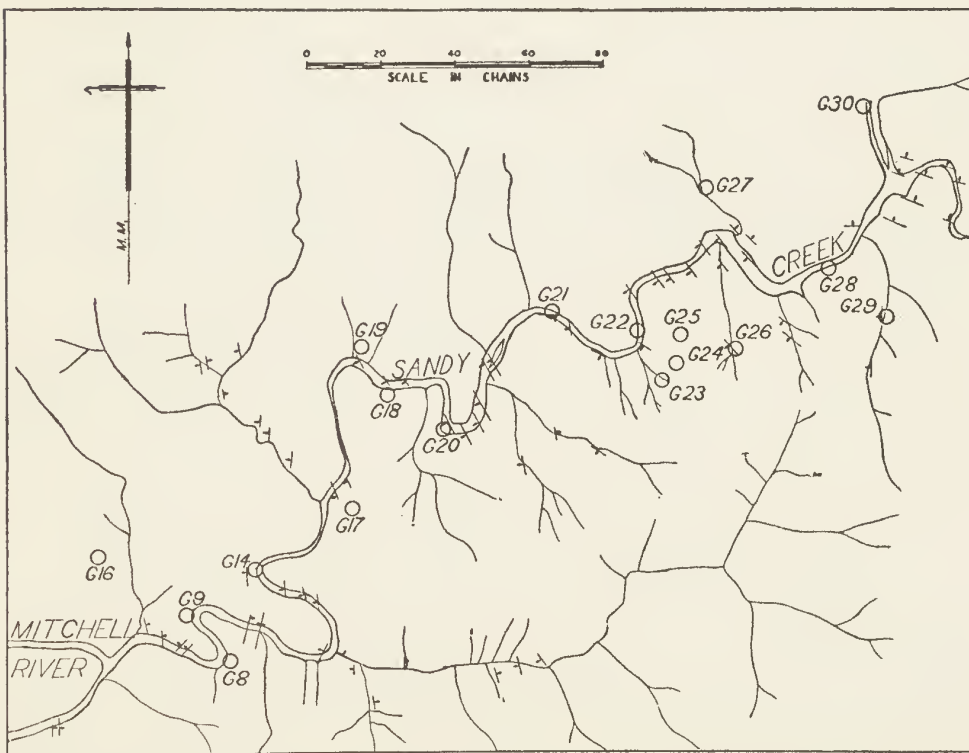 0 20 40 60 80
SCALE IN CHAINS
M.M.
G30
G27
CREEK
G28
G29
G21
G22
G25
G26
G24
G23
G19
SANDY
G18
G20
G17
G14
G16
G9
G8
MITCHELL
RIVER